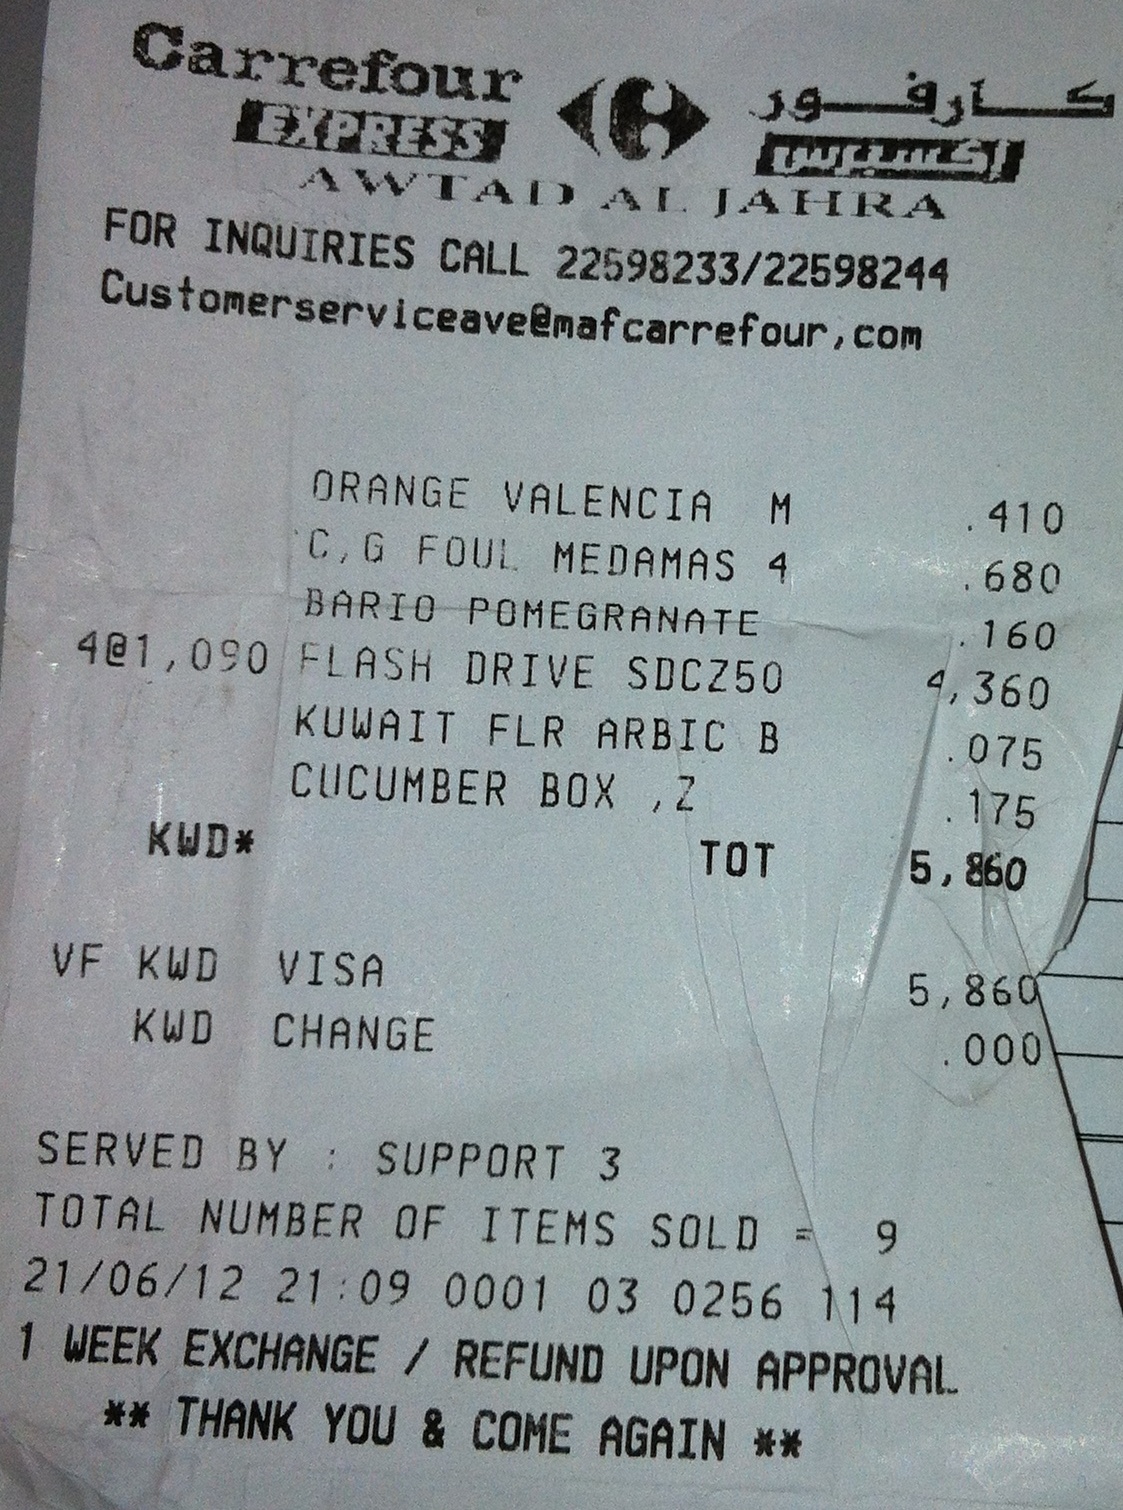 Carrefour كارفور
EXPRESS إكسبريس
AWTAD AL JAHRA
FOR INQUIRIES CALL 22598233/22598244
Customerserviceave@mafcarrefour,com
ORANGE VALENCIA M .410
C,G FOUL MEDAMAS 4 .680
BARIO POMEGRANATE .160
4@1,090 FLASH DRIVE SDCZ50 4,360
KUWAIT FLR ARBIC B .075
CUCUMBER BOX ,Z .175
KWD* TOT 5,860
VF KWD VISA 5,860
KWD CHANGE .000
SERVED BY : SUPPORT 3
TOTAL NUMBER OF ITEMS SOLD = 9
21/06/12 21:09 0001 03 0256 114
1 WEEK EXCHANGE / REFUND UPON APPROVAL
** THANK YOU & COME AGAIN **